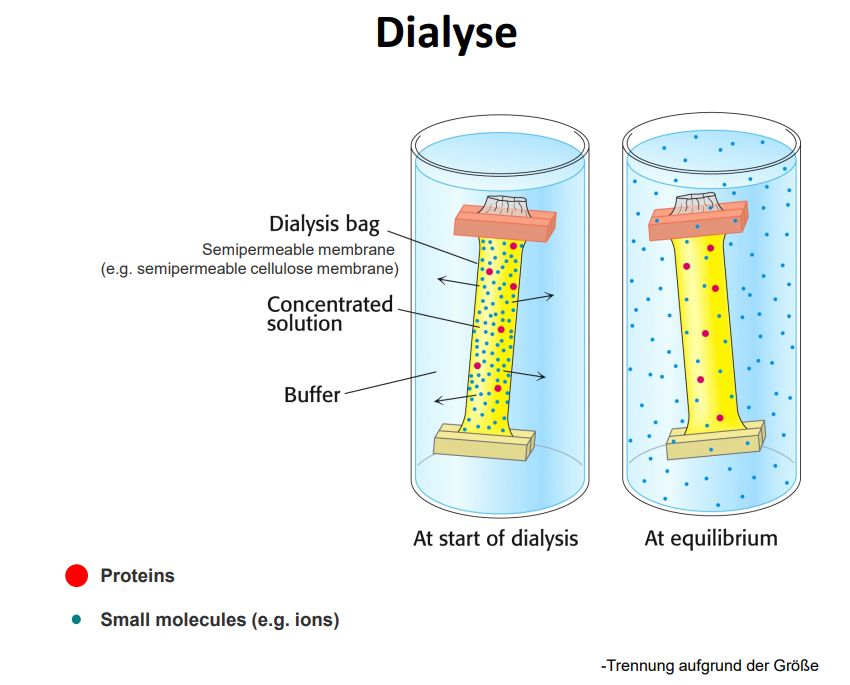 Dialyse
Dialysis bag
Semipermeable membrane
(e.g. semipermeable cellulose membrane)
Concentrated
solution
Buffer
At start of dialysis
At equilibrium
Proteins
Small molecules (e.g. ions)
-Trennung aufgrund der Größe